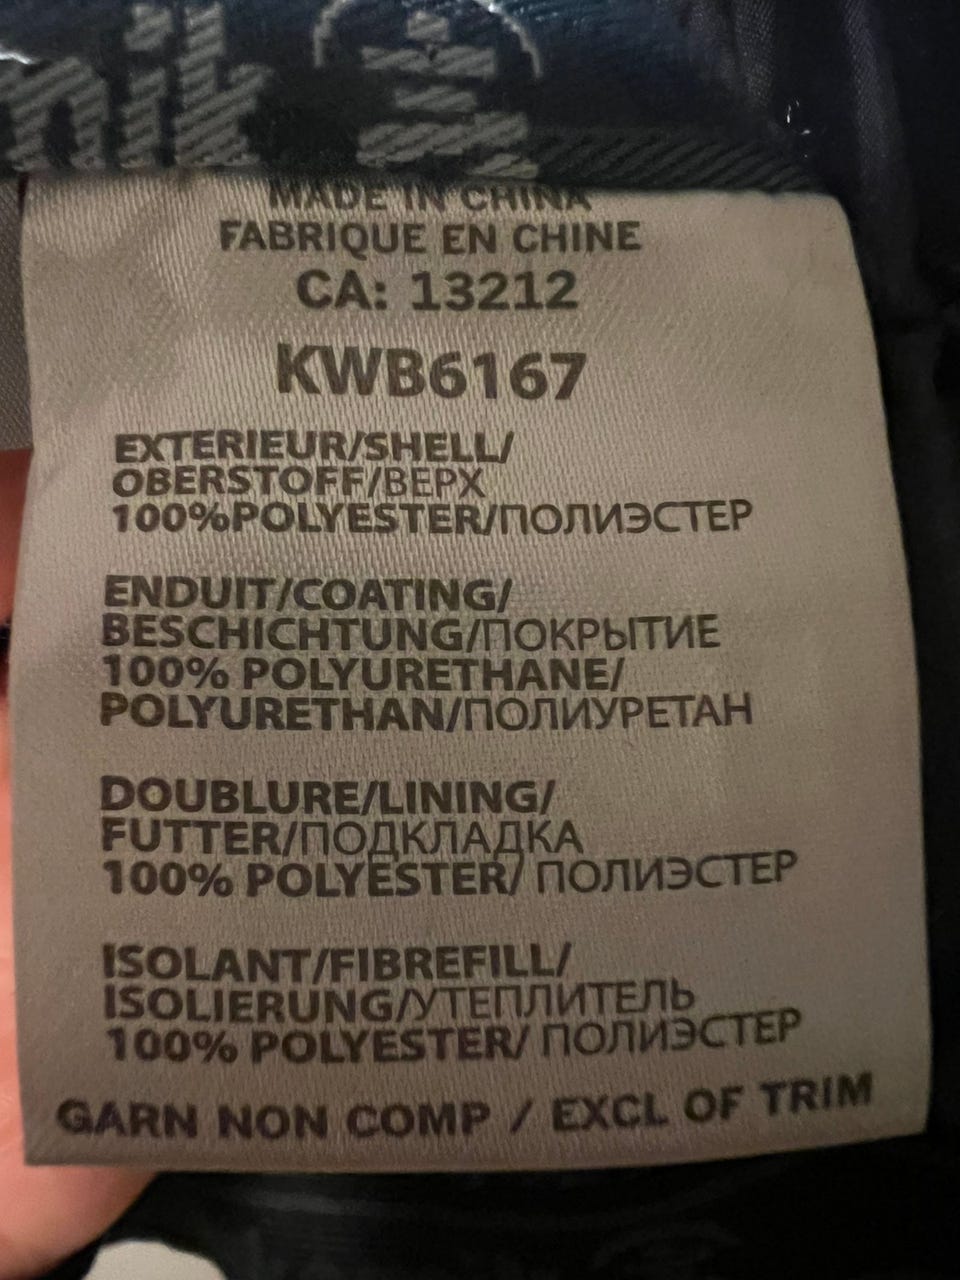 MADE IN CHINA
FABRIQUE EN CHINE
CA: 13212
KWB6167
EXTERIEUR/SHELL/
OBERSTOFF/ВЕРХ
100%POLYESTER/ПОЛИЭСТЕР
ENDUIT/COATING/
BESCHICHTUNG/ПОКРЫТИЕ
100% POLYURETHANE/
POLYURETHAN/ПОЛИУРЕТАН
DOUBLURE/LINING/
FUTTER/ПОДКЛАДКА
100% POLYESTER/ ПОЛИЭСТЕР
ISOLANT/FIBREFILL/
ISOLIERUNG/УТЕПЛИТЕЛЬ
100% POLYESTER/ ПОЛИЭСТЕР
GARN NON COMP / EXCL OF TRIM